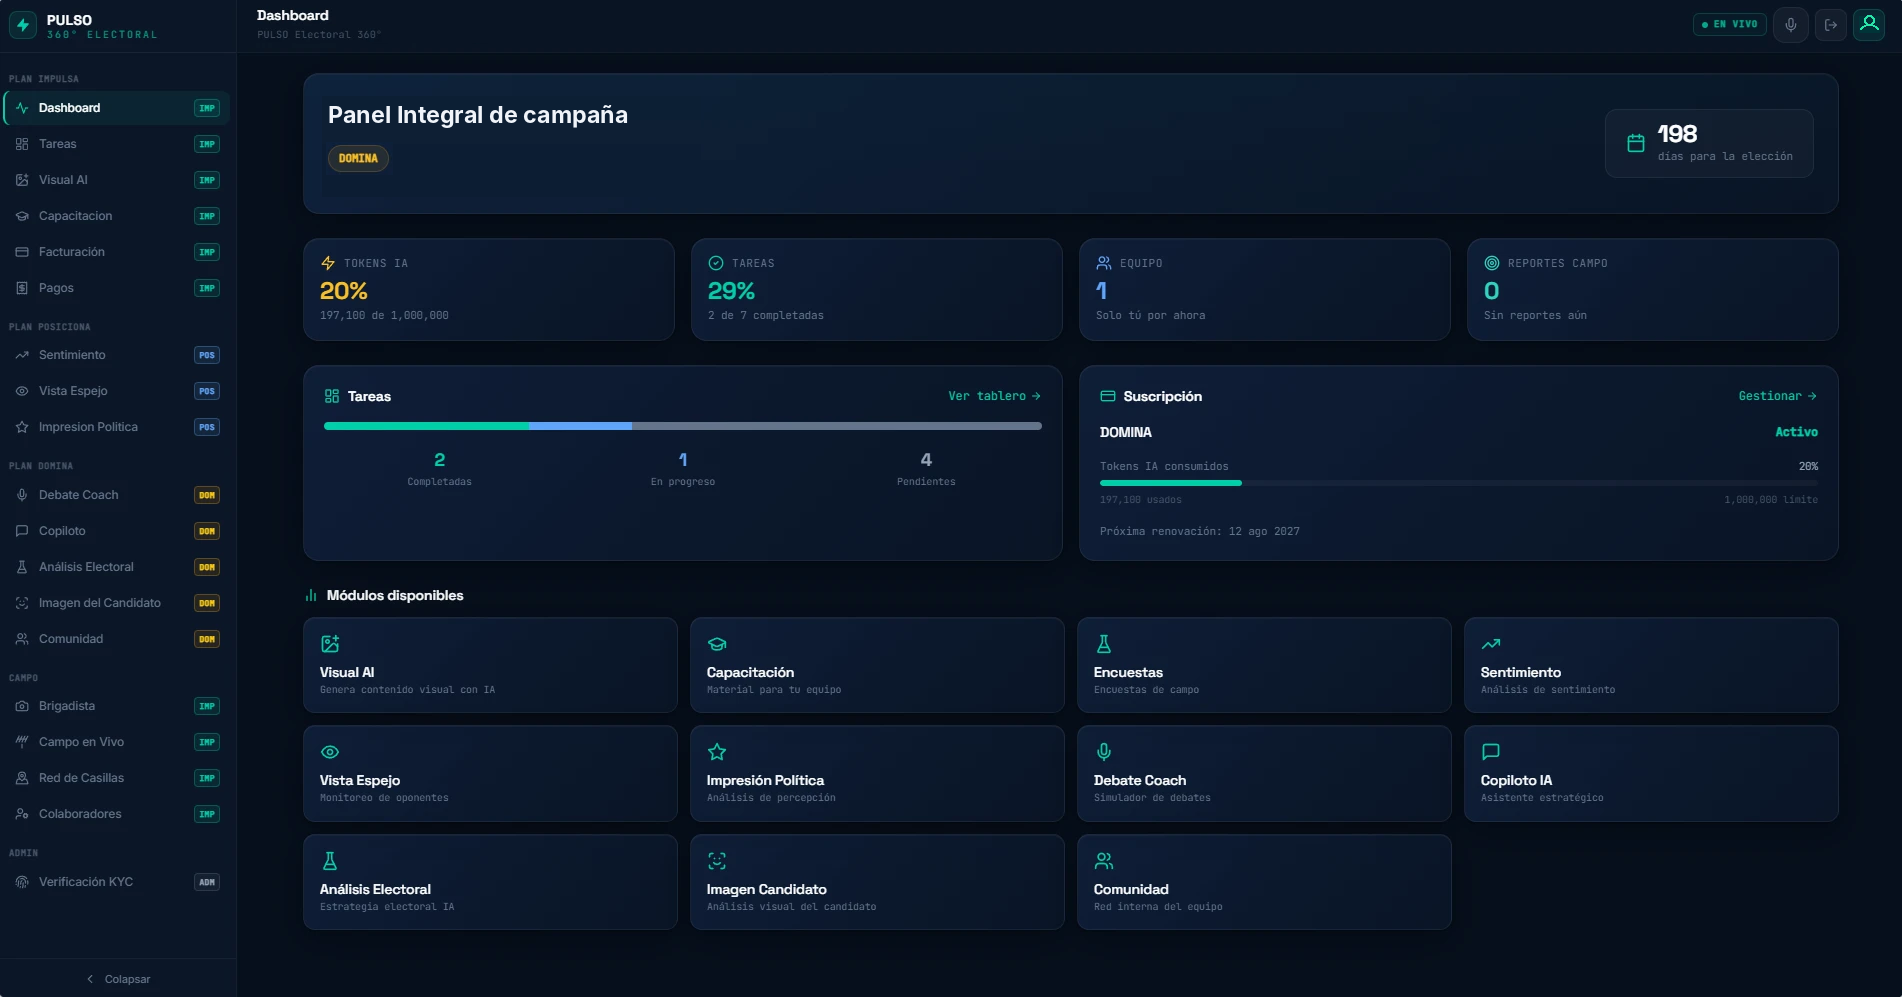 PULSO
360° ELECTORAL
Dashboard
PULSO Electoral 360°
EN VIVO
PLAN IMPULSA
Dashboard IMP
Tareas IMP
Visual AI IMP
Capacitacion IMP
Facturación IMP
Pagos IMP
PLAN POSICIONA
Sentimiento POS
Vista Espejo POS
Impresion Politica POS
PLAN DOMINA
Debate Coach DOM
Copiloto DOM
Análisis Electoral DOM
Imagen del Candidato DOM
Comunidad DOM
CAMPO
Brigadista IMP
Campo en Vivo IMP
Red de Casillas IMP
Colaboradores IMP
ADMIN
Verificación KYC ADM
Colapsar
Panel Integral de campaña
DOMINA
198
días para la elección
TOKENS IA
20%
197,100 de 1,000,000
TAREAS
29%
2 de 7 completadas
EQUIPO
1
Solo tú por ahora
REPORTES CAMPO
0
Sin reportes aún
Tareas
Ver tablero →
2
Completadas
1
En progreso
4
Pendientes
Suscripción
Gestionar →
DOMINA
Activo
Tokens IA consumidos
20%
197,100 usados
1,000,000 límite
Próxima renovación: 12 ago 2027
Módulos disponibles
Visual AI
Genera contenido visual con IA
Capacitación
Material para tu equipo
Encuestas
Encuestas de campo
Sentimiento
Análisis de sentimiento
Vista Espejo
Monitoreo de oponentes
Impresión Política
Análisis de percepción
Debate Coach
Simulador de debates
Copiloto IA
Asistente estratégico
Análisis Electoral
Estrategia electoral IA
Imagen Candidato
Análisis visual del candidato
Comunidad
Red interna del equipo